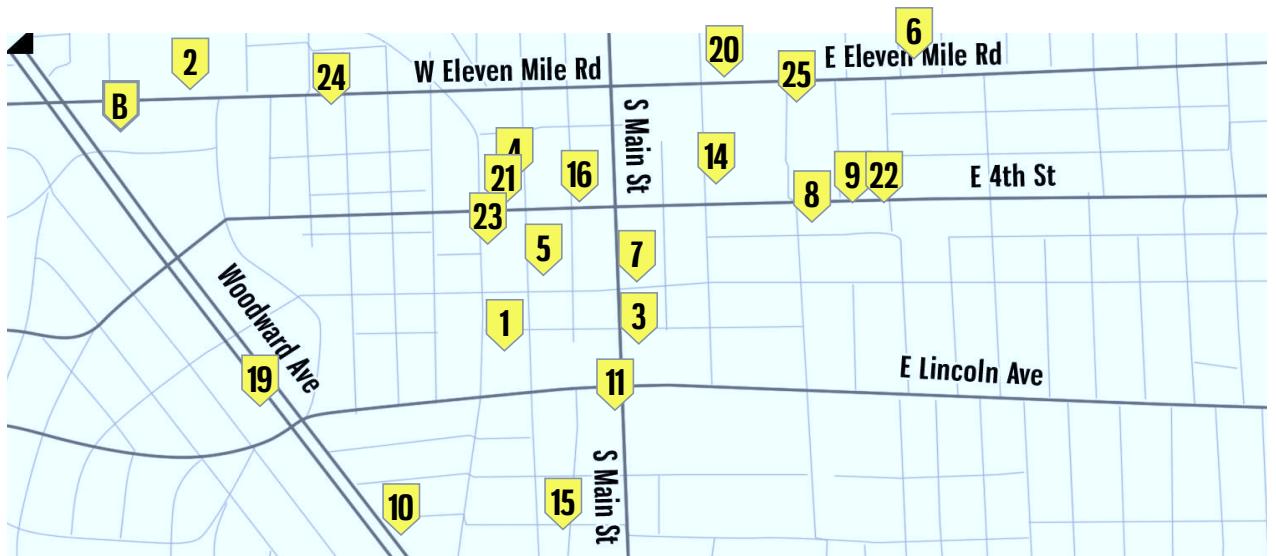 6
20
E Eleven Mile Rd
2
W Eleven Mile Rd
24
25
B
S Main St
4
14
16
21
9
22
E 4th St
8
23
5
7
Woodward Ave
3
1
E Lincoln Ave
19
11
S Main St
15
10